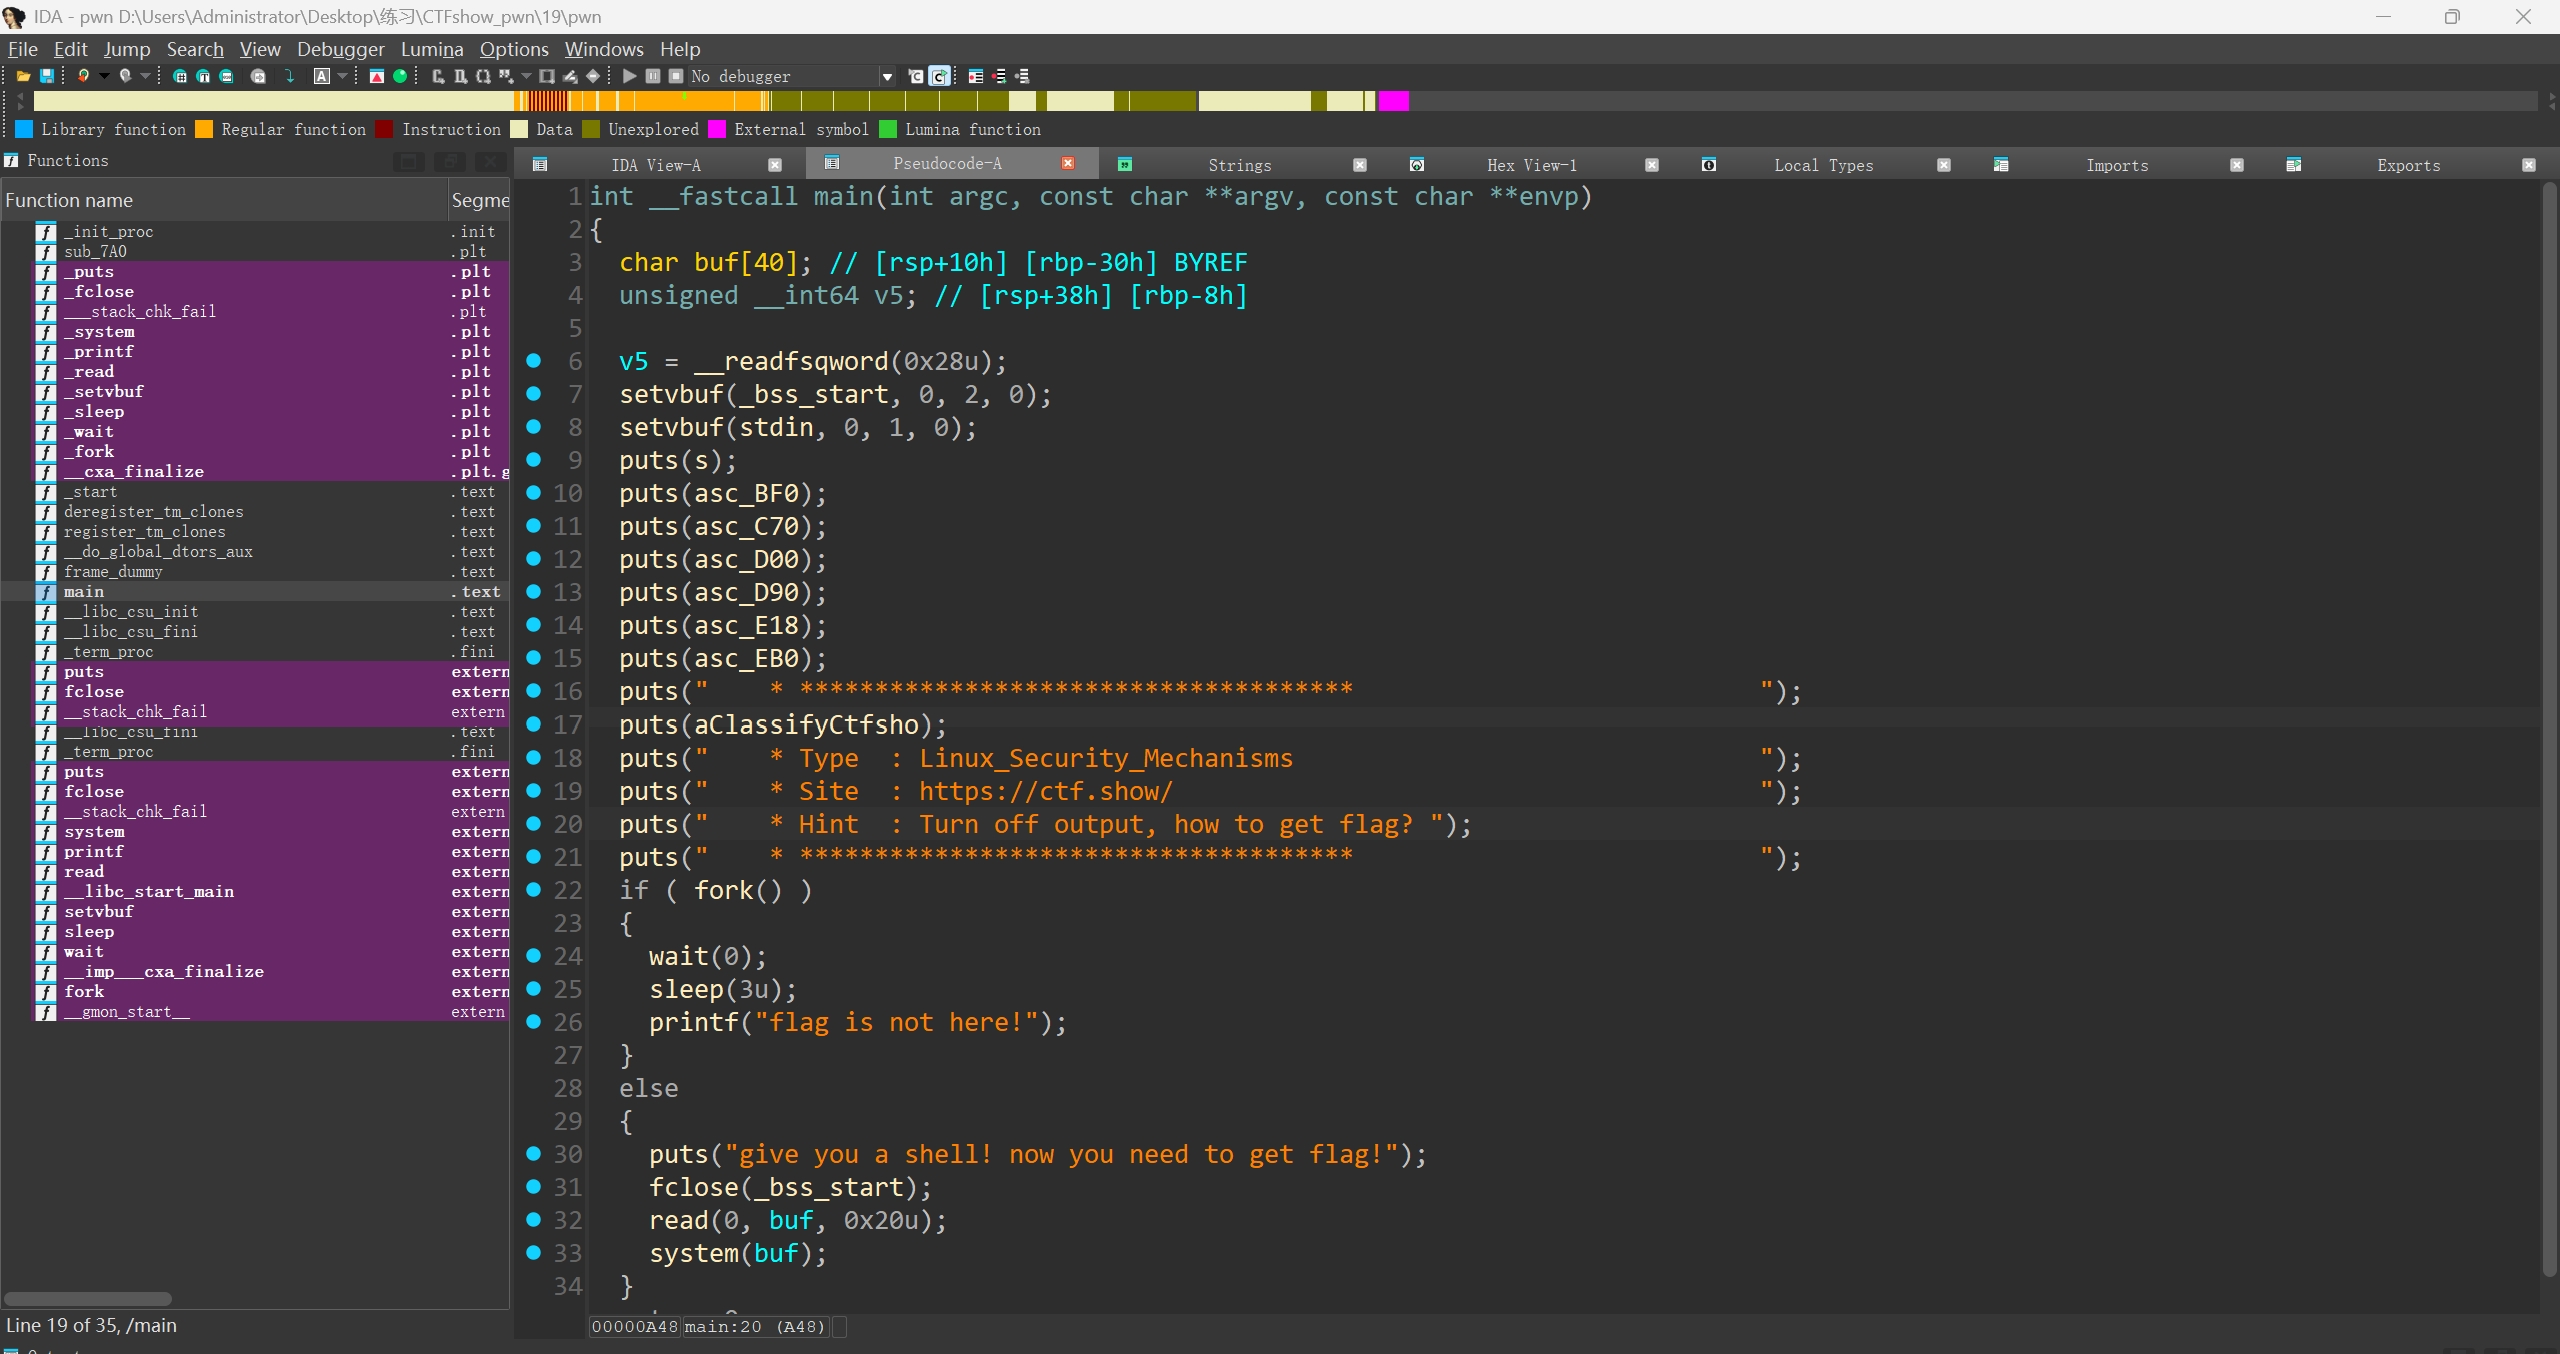 IDA - pwn D:\Users\Administrator\Desktop\练习\CTFshow_pwn\19\pwn
File Edit Jump Search View Debugger Lumina Options Windows Help
No debugger
Library function Regular function Instruction Data Unexplored External symbol Lumina function
Functions
Function name Segme
_init_proc .init
sub_7A0 .plt
_puts .plt
_fclose .plt
___stack_chk_fail .plt
_system .plt
_printf .plt
_read .plt
_setvbuf .plt
_sleep .plt
_wait .plt
_fork .plt
__cxa_finalize .plt.g
_start .text
deregister_tm_clones .text
register_tm_clones .text
__do_global_dtors_aux .text
frame_dummy .text
main .text
__libc_csu_init .text
__libc_csu_fini .text
_term_proc .fini
puts extern
fclose extern
__stack_chk_fail extern
__libc_csu_fini .text
_term_proc .fini
puts extern
fclose extern
__stack_chk_fail extern
system extern
printf extern
read extern
__libc_start_main extern
setvbuf extern
sleep extern
wait extern
__imp___cxa_finalize extern
fork extern
__gmon_start__ extern
Line 19 of 35, /main
IDA View-A Pseudocode-A Strings Hex View-1 Local Types Imports Exports
1 int __fastcall main(int argc, const char **argv, const char **envp)
2 {
3 char buf[40]; // [rsp+10h] [rbp-30h] BYREF
4 unsigned __int64 v5; // [rsp+38h] [rbp-8h]
5
6 v5 = __readfsqword(0x28u);
7 setvbuf(_bss_start, 0, 2, 0);
8 setvbuf(stdin, 0, 1, 0);
9 puts(s);
10 puts(asc_BF0);
11 puts(asc_C70);
12 puts(asc_D00);
13 puts(asc_D90);
14 puts(asc_E18);
15 puts(asc_EB0);
16 puts("    * *************************************                           ");
17 puts(aClassifyCtfsho);
18 puts("    * Type  : Linux_Security_Mechanisms                               ");
19 puts("    * Site  : https://ctf.show/                                       ");
20 puts("    * Hint  : Turn off output, how to get flag? ");
21 puts("    * *************************************                           ");
22 if ( fork() )
23 {
24 wait(0);
25 sleep(3u);
26 printf("flag is not here!");
27 }
28 else
29 {
30 puts("give you a shell! now you need to get flag!");
31 fclose(_bss_start);
32 read(0, buf, 0x20u);
33 system(buf);
34 }
00000A48 main:20 (A48)